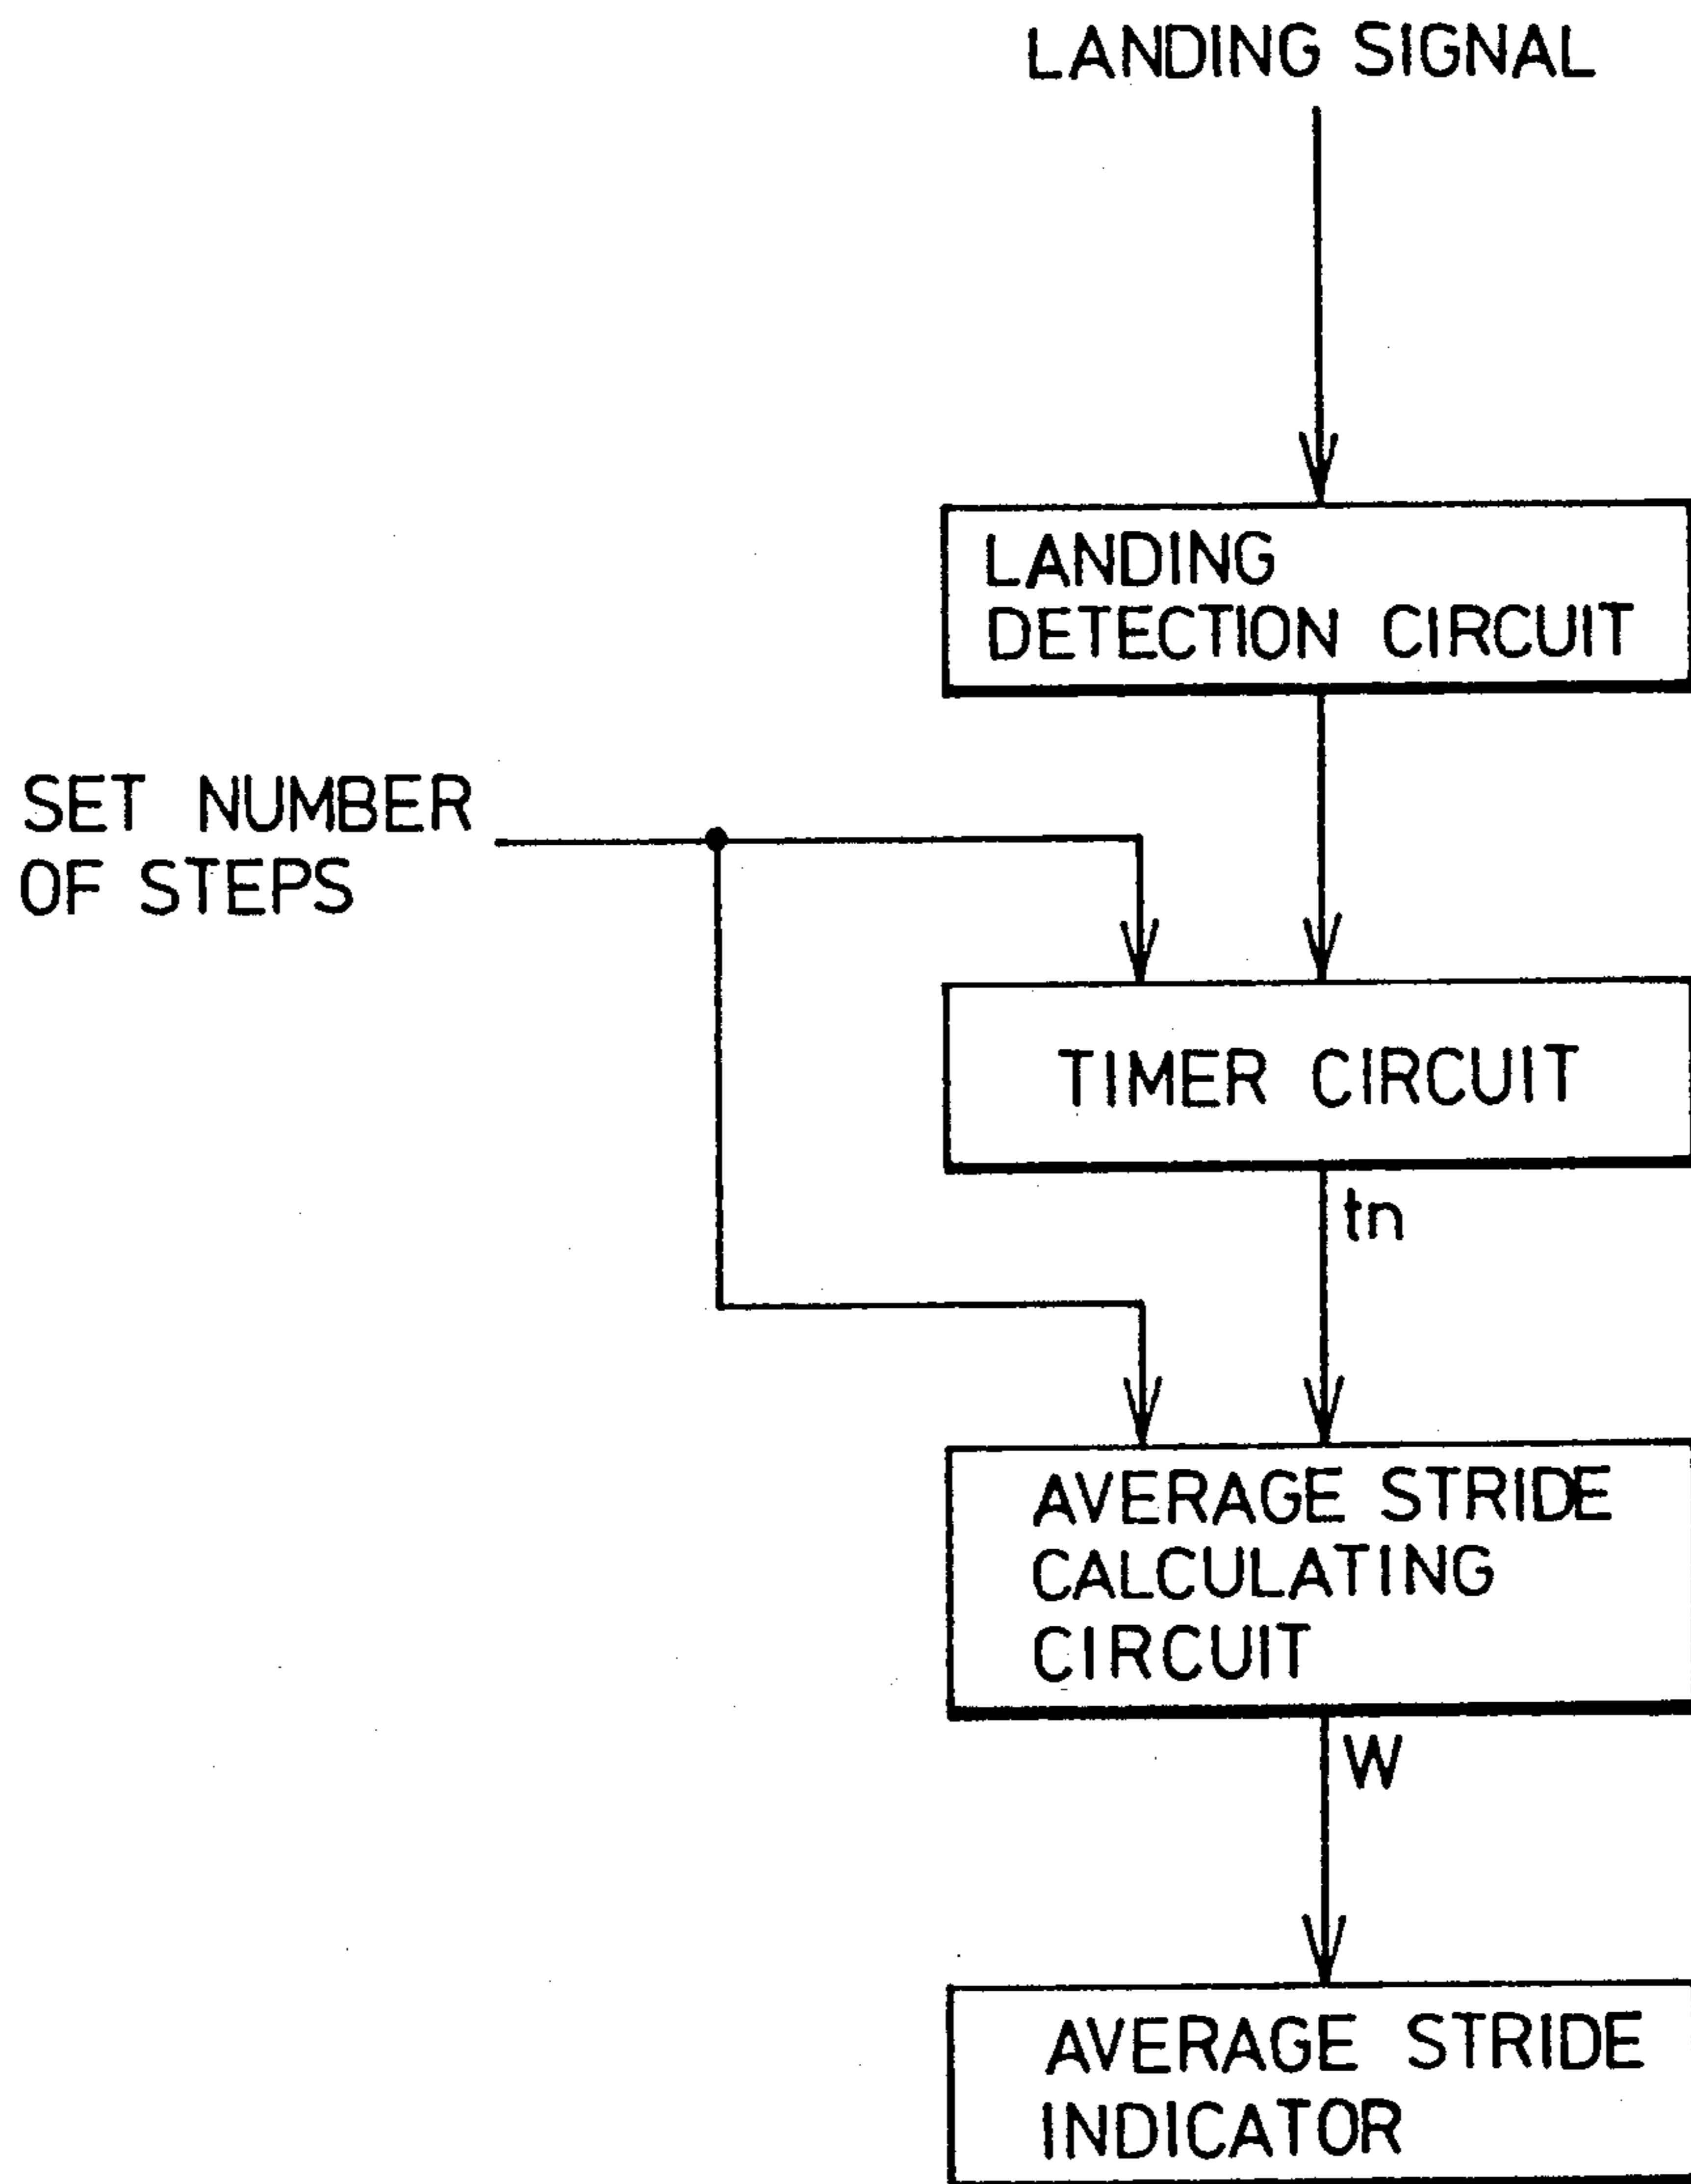 LANDING SIGNAL
LANDING
DETECTION CIRCUIT
SET NUMBER
OF STEPS
TIMER CIRCUIT
tn
AVERAGE STRIDE
CALCULATING
CIRCUIT
W
AVERAGE STRIDE
INDICATOR